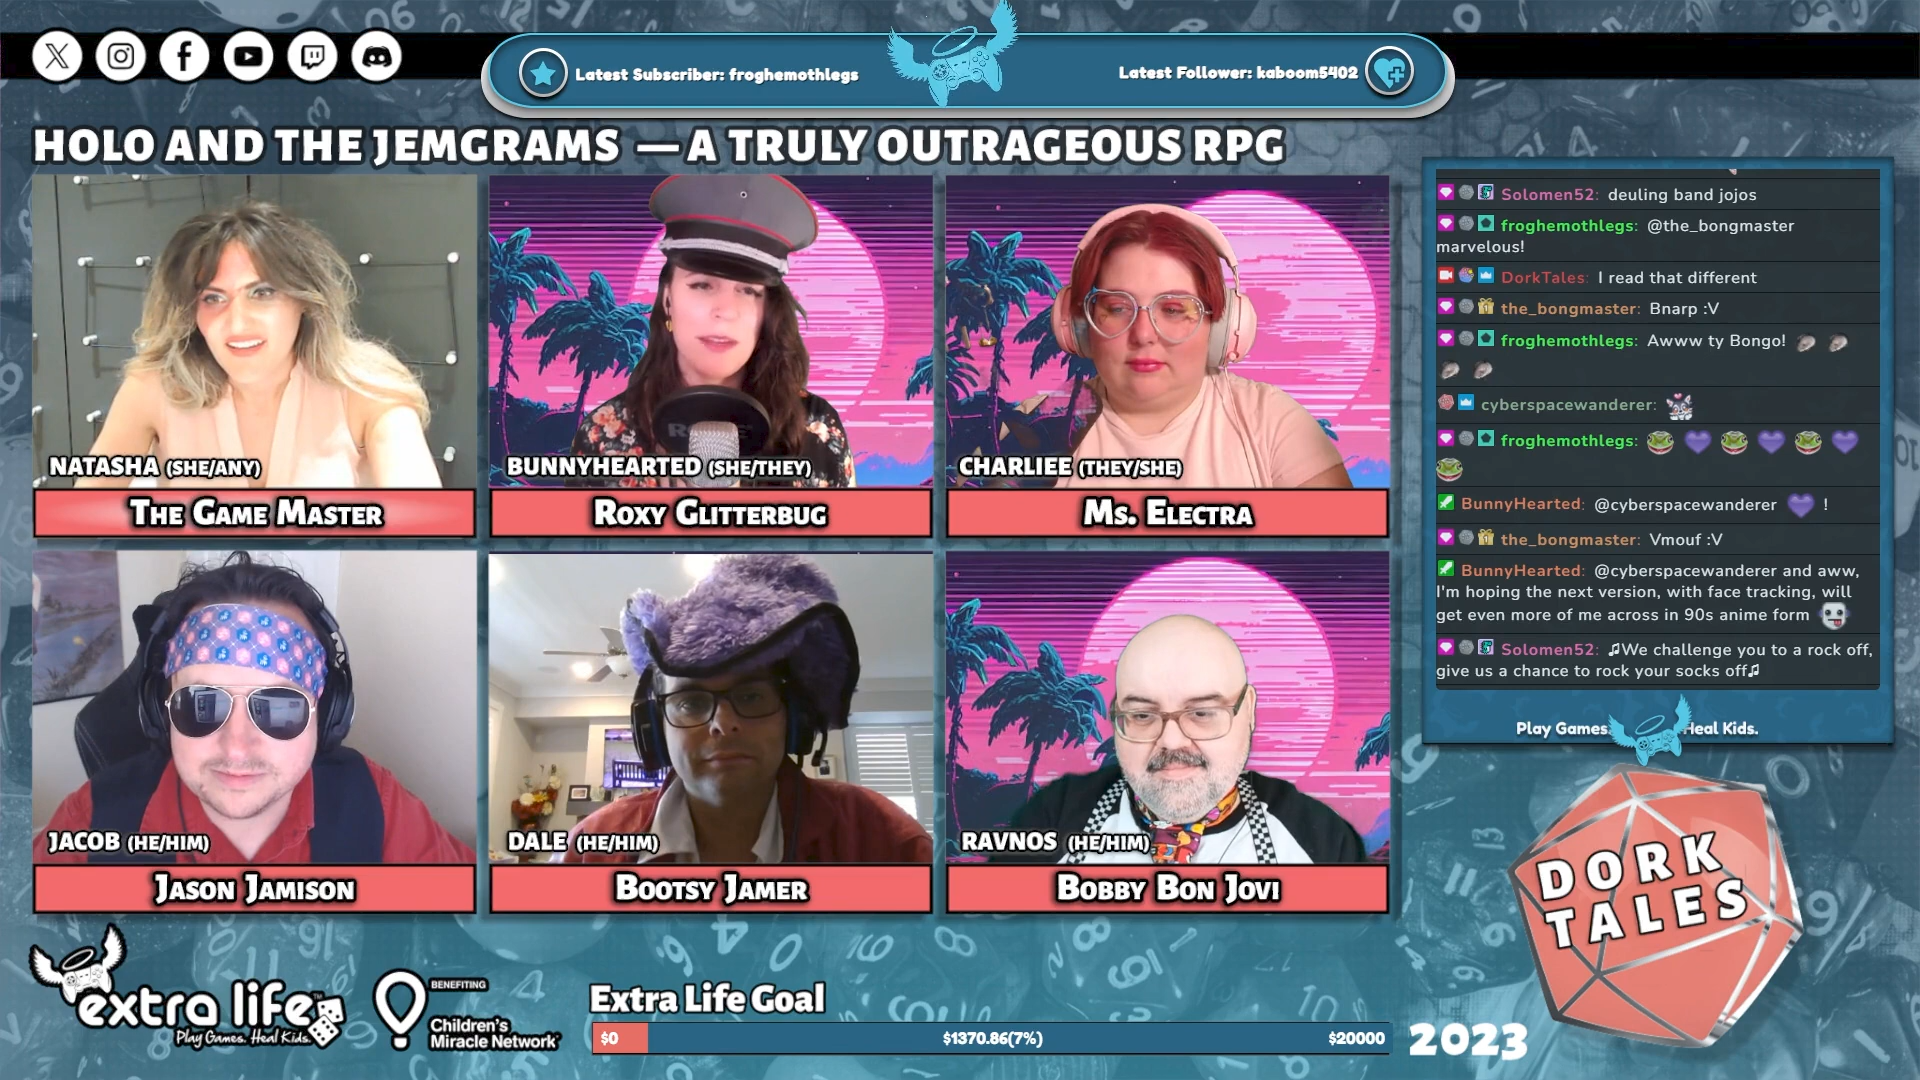 Latest Subscriber: froghemothlegs
Latest Follower: kaboom5402
HOLO AND THE JEMGRAMS — A TRULY OUTRAGEOUS RPG
NATASHA (SHE/ANY)
THE GAME MASTER
BUNNYHEARTED (SHE/THEY)
ROXY GLITTERBUG
CHARLIEE (THEY/SHE)
MS. ELECTRA
JACOB (HE/HIM)
JASON JAMISON
DALE (HE/HIM)
BOOTSY JAMER
RAVNOS (HE/HIM)
BOBBY BON JOVI
Solomen52: deuling band jojos
froghemothlegs: @the_bongmaster
marvelous!
DorkTales: I read that different
the_bongmaster: Bnarp :V
froghemothlegs: Awww ty Bongo!
cyberspacewanderer:
froghemothlegs:
BunnyHearted: @cyberspacewanderer !
the_bongmaster: Vmouf :V
BunnyHearted: @cyberspacewanderer and aww,
I'm hoping the next version, with face tracking, will
get even more of me across in 90s anime form
Solomen52: ♫We challenge you to a rock off,
give us a chance to rock your socks off♫
Play Games. Heal Kids.
DORK
TALES
extra life
Play Games. Heal Kids.
BENEFITING
Children's
Miracle Network
Extra Life Goal
$0 $1370.86(7%) $20000
2023